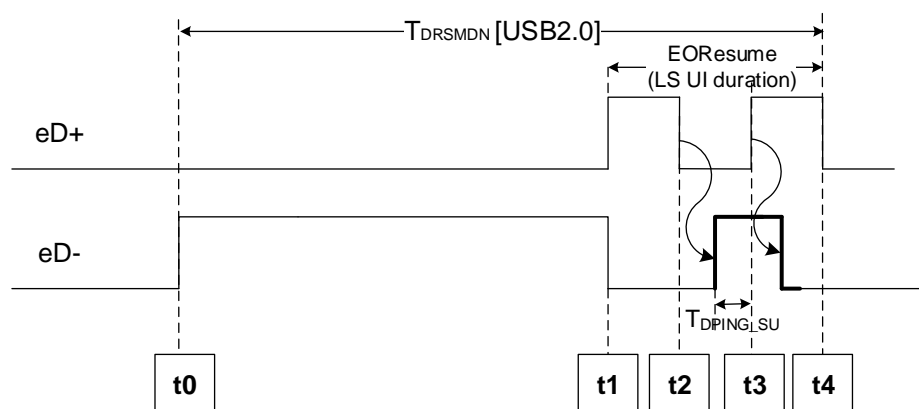 TDRSMDN [USB2.0]
EOResume
(LS UI duration)
eD+
eD-
TDPING_SU
t0
t1
t2
t3
t4